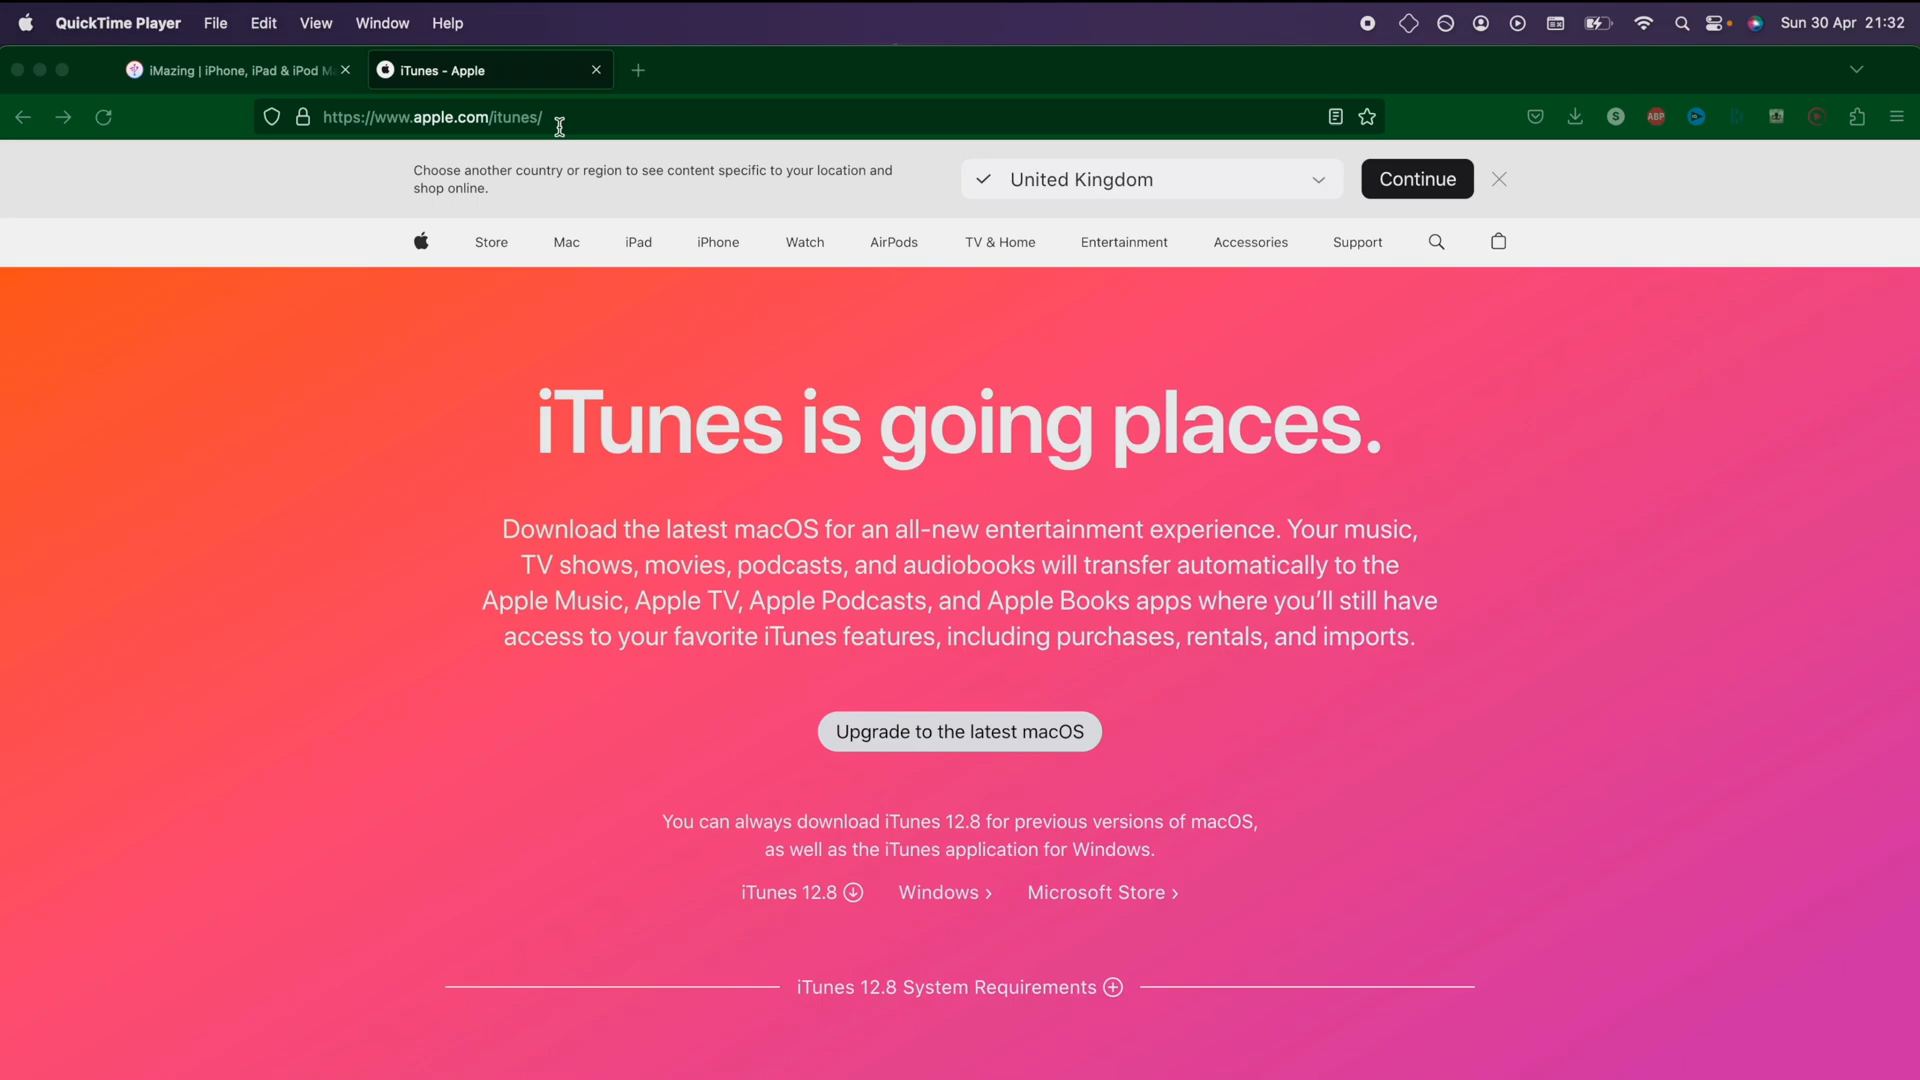 QuickTime Player File Edit View Window Help Sun 30 Apr 21:32
iMazing | iPhone, iPad & iPod M iTunes - Apple
https://www.apple.com/itunes/ S ABP
Choose another country or region to see content specific to your location and
shop online.
United Kingdom Continue
Store Mac iPad iPhone Watch AirPods TV & Home Entertainment Accessories Support
iTunes is going places.
Download the latest macOS for an all-new entertainment experience. Your music,
TV shows, movies, podcasts, and audiobooks will transfer automatically to the
Apple Music, Apple TV, Apple Podcasts, and Apple Books apps where you’ll still have
access to your favorite iTunes features, including purchases, rentals, and imports.
Upgrade to the latest macOS
You can always download iTunes 12.8 for previous versions of macOS,
as well as the iTunes application for Windows.
iTunes 12.8 Windows › Microsoft Store ›
iTunes 12.8 System Requirements